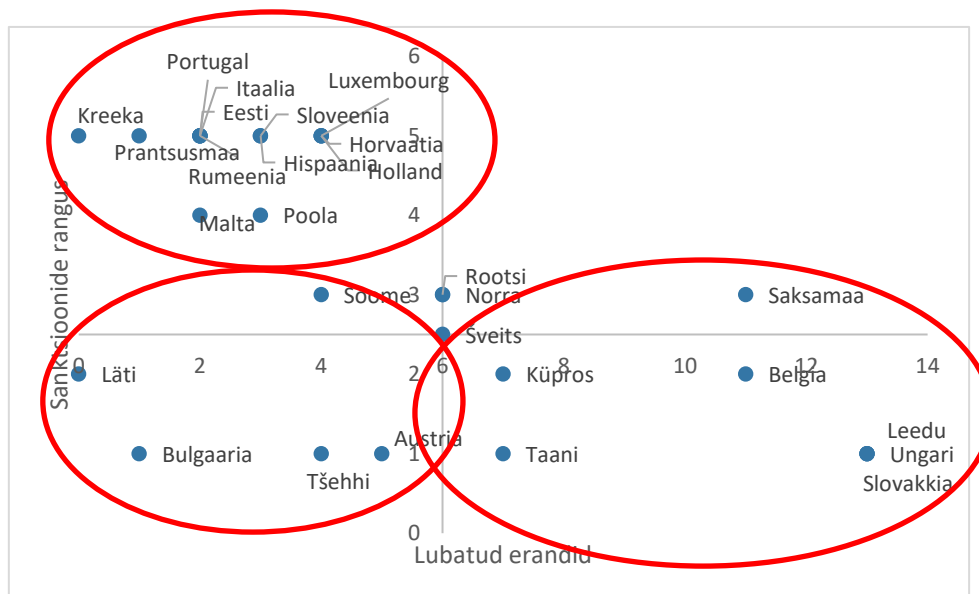 6
Portugal
Luxembourg
Itaalia
Eesti
Sloveenia
Kreeka
5
Horvaatia
Prantsusmaa
Hispaania
Holland
Rumeenia
4
Malta
Poola
Sanktsioonide rangus
Rootsi
Soome
3
Norra
Saksamaa
Sveits
0 2 4 6 8 10 12 14
Läti
2
Küpros
Belgia
Austria
Leedu
Bulgaaria
1
Taani
Ungari
Tšehhi
Slovakkia
0
Lubatud erandid